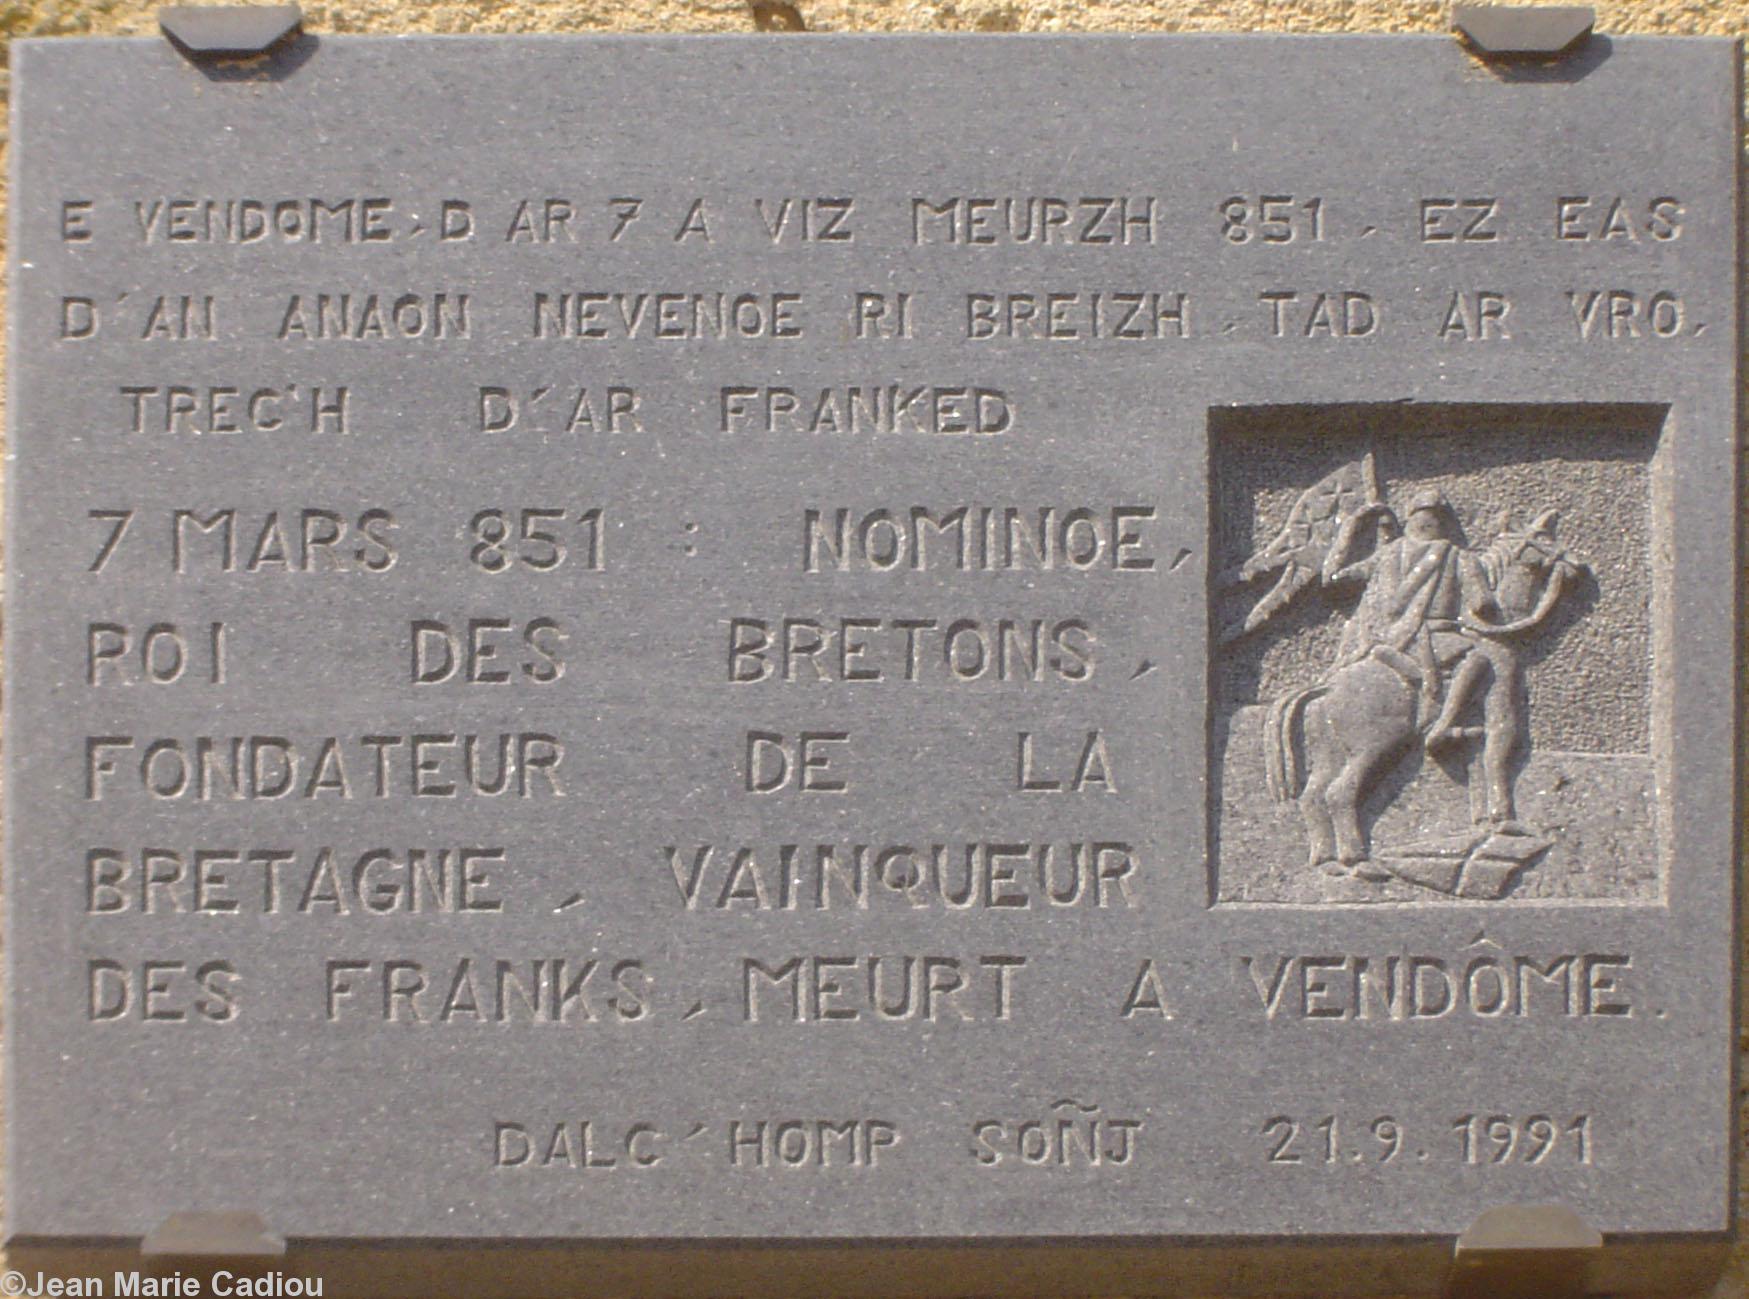 E VENDOME, D AR 7 A VIZ MEURZH 851, EZ EAS
D'AN ANAON NEVENOE RI BREIZH, TAD AR VRO,
TREC'H D'AR FRANKED
7 MARS 851 : NOMINOE,
ROI DES BRETONS,
FONDATEUR DE LA
BRETAGNE, VAINQUEUR
DES FRANKS, MEURT A VENDÔME.
DALC'HOMP SOÑJ 21.9.1991
©Jean Marie Cadiou